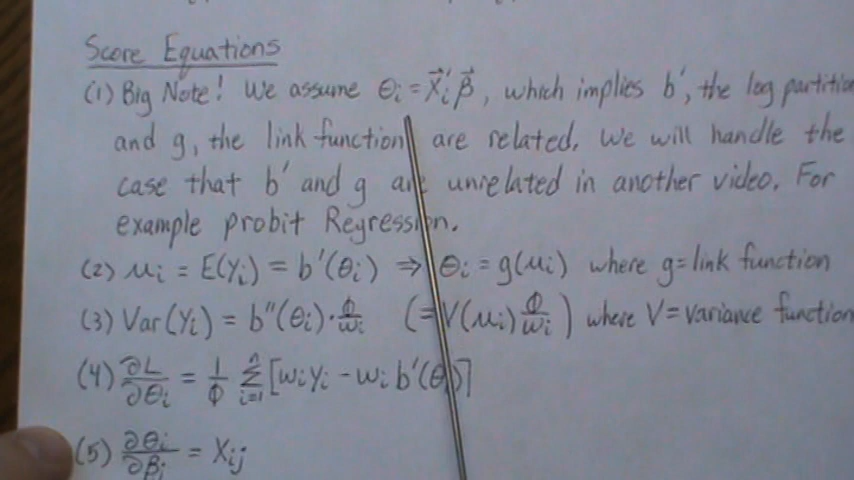 Score Equations
(1) Big Note! We assume θi = x⃗i'β⃗, which implies b', the log partition
and g, the link function are related. We will handle the
case that b' and g are unrelated in another video. For
example probit Regression.
(2) μi = E(Yi) = b'(θi) ⇒ θi = g(μi) where g = link function
(3) Var(Yi) = b''(θi)·ϕ/wi (= V(μi) ϕ/wi) where V = variance function
(4) ∂L/∂θi = 1/ϕ Σⁿᵢ₌₁ [wiyi - wi b'(θi)]
(5) ∂θi/∂βj = Xij